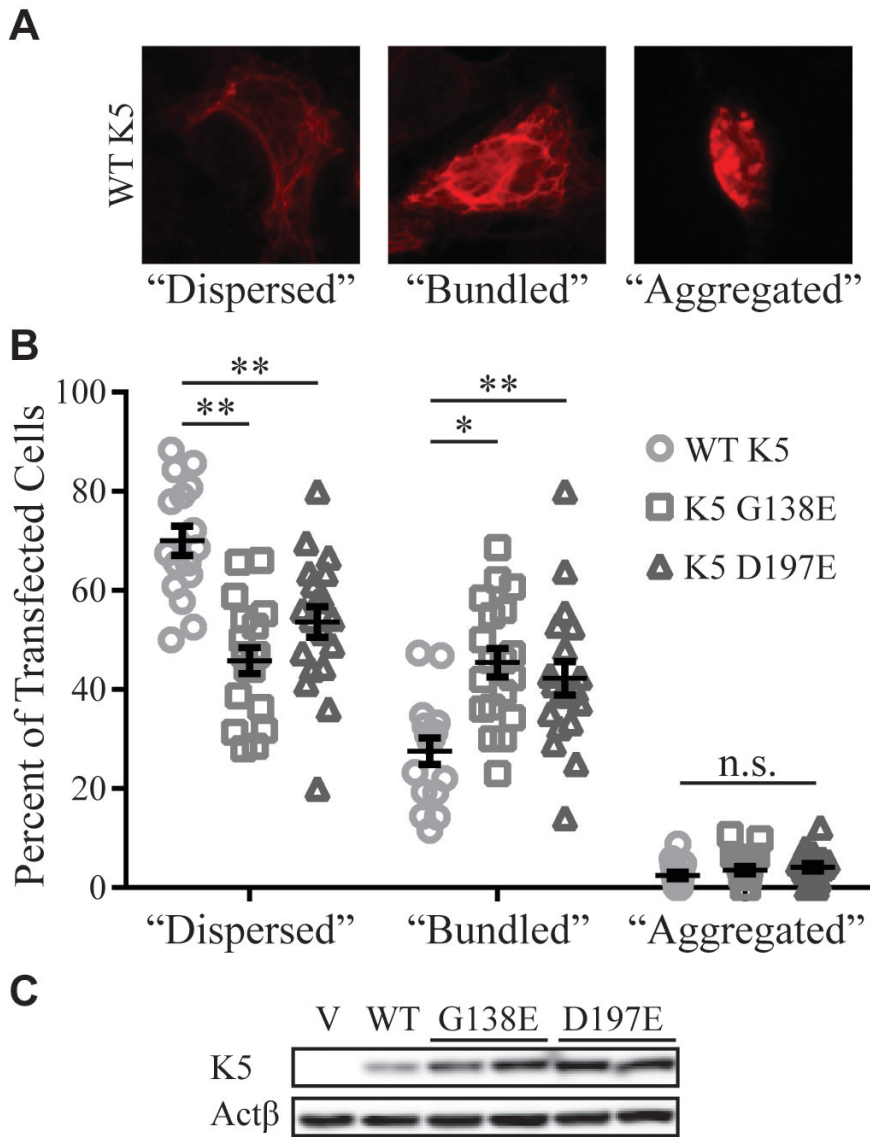 A
WT K5
“Dispersed” “Bundled” “Aggregated”
B
Percent of Transfected Cells
100
80
60
40
20
0
**
**
**
*
n.s.
WT K5
K5 G138E
K5 D197E
“Dispersed” “Bundled” “Aggregated”
C
V WT G138E D197E
K5
Actβ